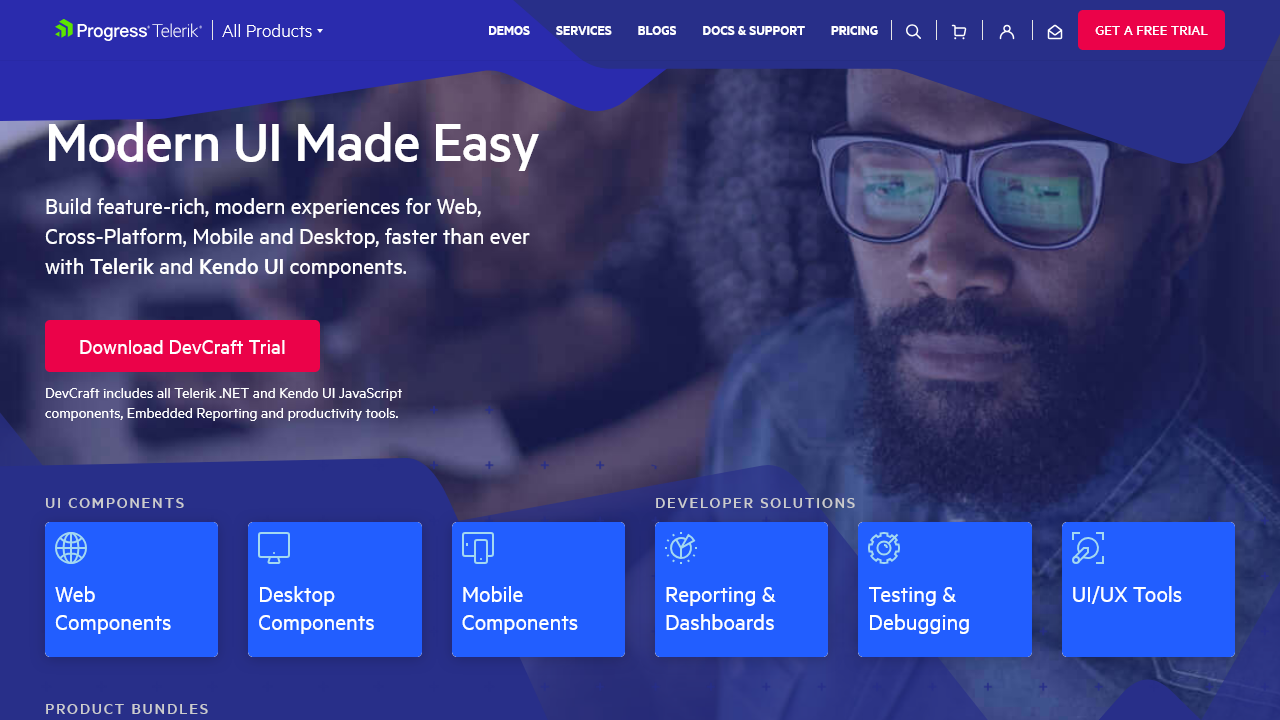 Progress Telerik All Products DEMOS SERVICES BLOGS DOCS & SUPPORT PRICING GET A FREE TRIAL
Modern UI Made Easy
Build feature-rich, modern experiences for Web,
Cross-Platform, Mobile and Desktop, faster than ever
with Telerik and Kendo UI components.
Download DevCraft Trial
DevCraft includes all Telerik .NET and Kendo UI JavaScript
components, Embedded Reporting and productivity tools.
UI COMPONENTS
Web
Components
Desktop
Components
Mobile
Components
DEVELOPER SOLUTIONS
Reporting &
Dashboards
Testing &
Debugging
UI/UX Tools
PRODUCT BUNDLES